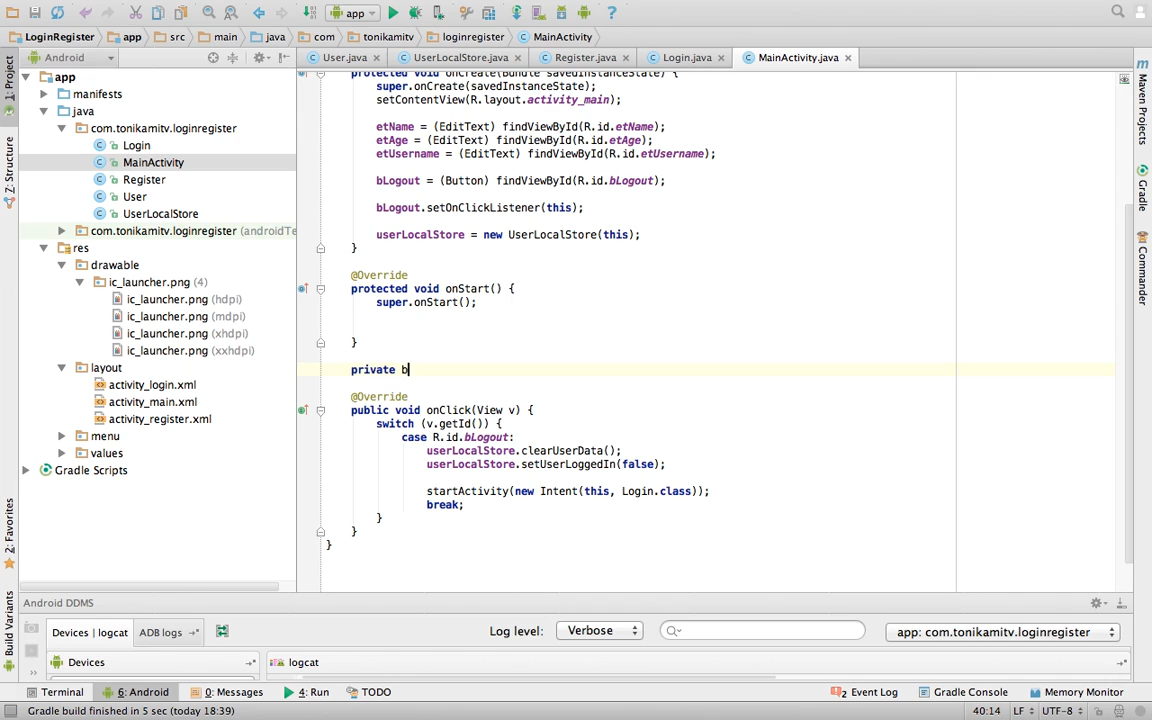 app
LoginRegister app src main java com tonikamitv loginregister MainActivity
Android
User.java UserLocalStore.java Register.java Login.java MainActivity.java
1: Project
Z: Structure
2: Favorites
Build Variants
app
manifests
java
com.tonikamitv.loginregister
Login
MainActivity
Register
User
UserLocalStore
com.tonikamitv.loginregister (androidTe
res
drawable
ic_launcher.png (4)
ic_launcher.png (hdpi)
ic_launcher.png (mdpi)
ic_launcher.png (xhdpi)
ic_launcher.png (xxhdpi)
layout
activity_login.xml
activity_main.xml
activity_register.xml
menu
values
Gradle Scripts
protected void onCreate(Bundle savedInstanceState) {
super.onCreate(savedInstanceState);
setContentView(R.layout.activity_main);
etName = (EditText) findViewById(R.id.etName);
etAge = (EditText) findViewById(R.id.etAge);
etUsername = (EditText) findViewById(R.id.etUsername);
bLogout = (Button) findViewById(R.id.bLogout);
bLogout.setOnClickListener(this);
userLocalStore = new UserLocalStore(this);
}
@Override
protected void onStart() {
super.onStart();
}
private b
@Override
public void onClick(View v) {
switch (v.getId()) {
case R.id.bLogout:
userLocalStore.clearUserData();
userLocalStore.setUserLoggedIn(false);
startActivity(new Intent(this, Login.class));
break;
}
}
}
m Maven Projects
Gradle
Commander
Android DDMS
Devices | logcat ADB logs Log level: Verbose app: com.tonikamitv.loginregister
Devices logcat
Terminal 6: Android 0: Messages 4: Run TODO 2 Event Log Gradle Console Memory Monitor
Gradle build finished in 5 sec (today 18:39) 40:14 LF UTF-8